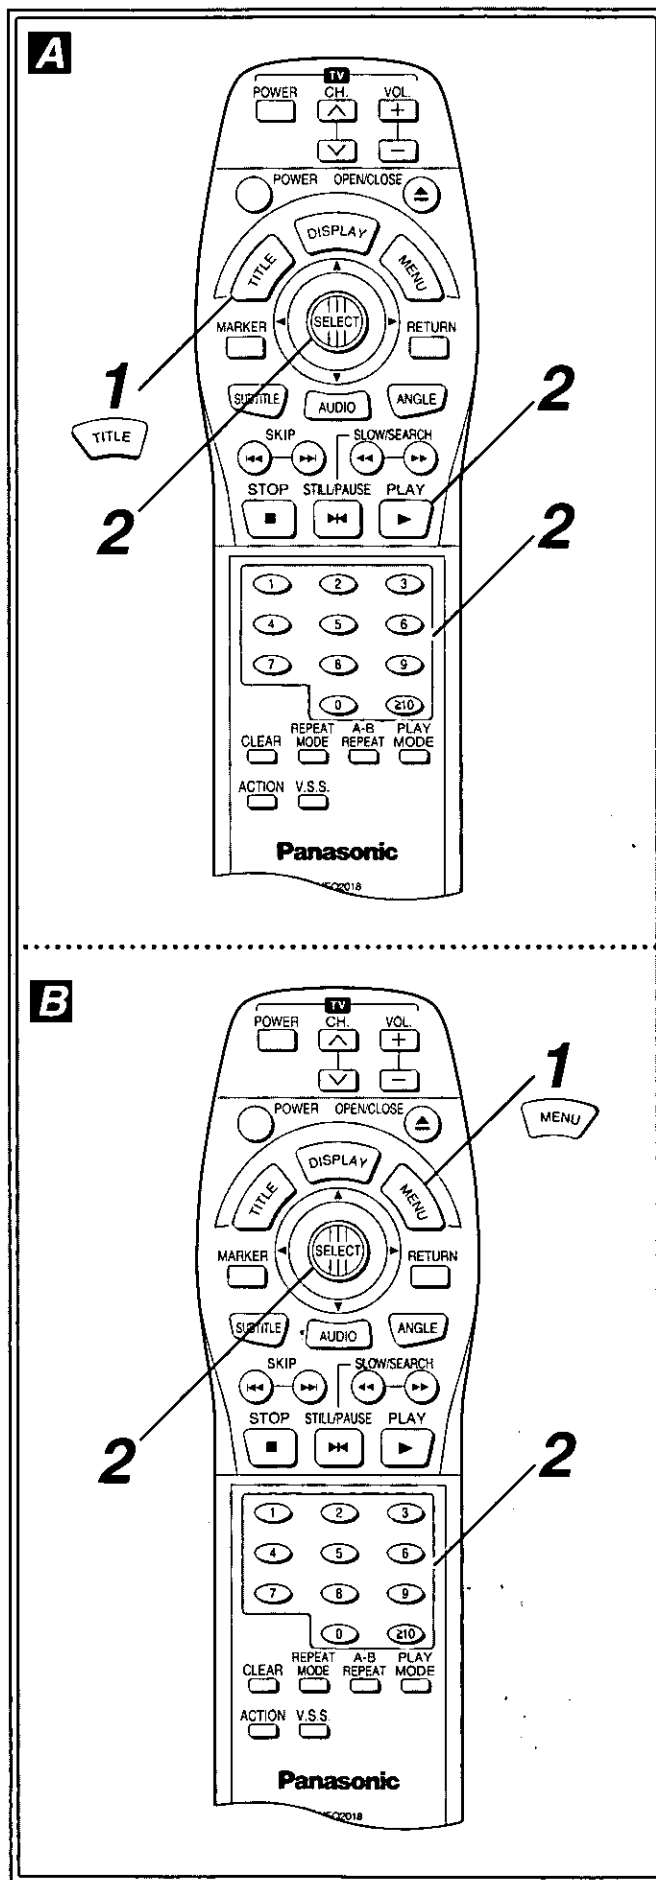 A
TV
POWER CH. VOL.
+
−
POWER OPEN/CLOSE
DISPLAY
TITLE MENU
SELECT
MARKER RETURN
1
TITLE
SUBTITLE AUDIO ANGLE
2
SKIP SLOW/SEARCH
STOP STILL/PAUSE PLAY
2
2
1 2 3
4 5 6
7 8 9
0 ≥10
CLEAR REPEAT MODE A-B REPEAT PLAY MODE
ACTION V.S.S.
Panasonic
B
TV
POWER CH. VOL.
+
−
1
MENU
POWER OPEN/CLOSE
DISPLAY
TITLE MENU
SELECT
MARKER RETURN
SUBTITLE AUDIO ANGLE
SKIP SLOW/SEARCH
STOP STILL/PAUSE PLAY
2
2
1 2 3
4 5 6
7 8 9
0 ≥10
CLEAR REPEAT MODE A-B REPEAT PLAY MODE
ACTION V.S.S.
Panasonic